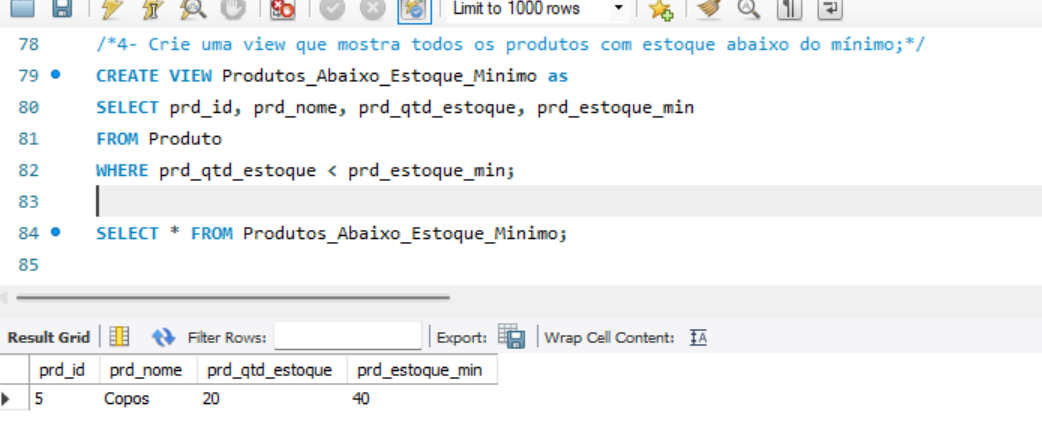 Limit to 1000 rows
78 /*4- Crie uma view que mostra todos os produtos com estoque abaixo do mínimo;*/
79 CREATE VIEW Produtos_Abaixo_Estoque_Minimo as
80 SELECT prd_id, prd_nome, prd_qtd_estoque, prd_estoque_min
81 FROM Produto
82 WHERE prd_qtd_estoque < prd_estoque_min;
83
84 SELECT * FROM Produtos_Abaixo_Estoque_Minimo;
85
Result Grid Filter Rows: Export: Wrap Cell Content: IA
prd_id prd_nome prd_qtd_estoque prd_estoque_min
5 Copos 20 40